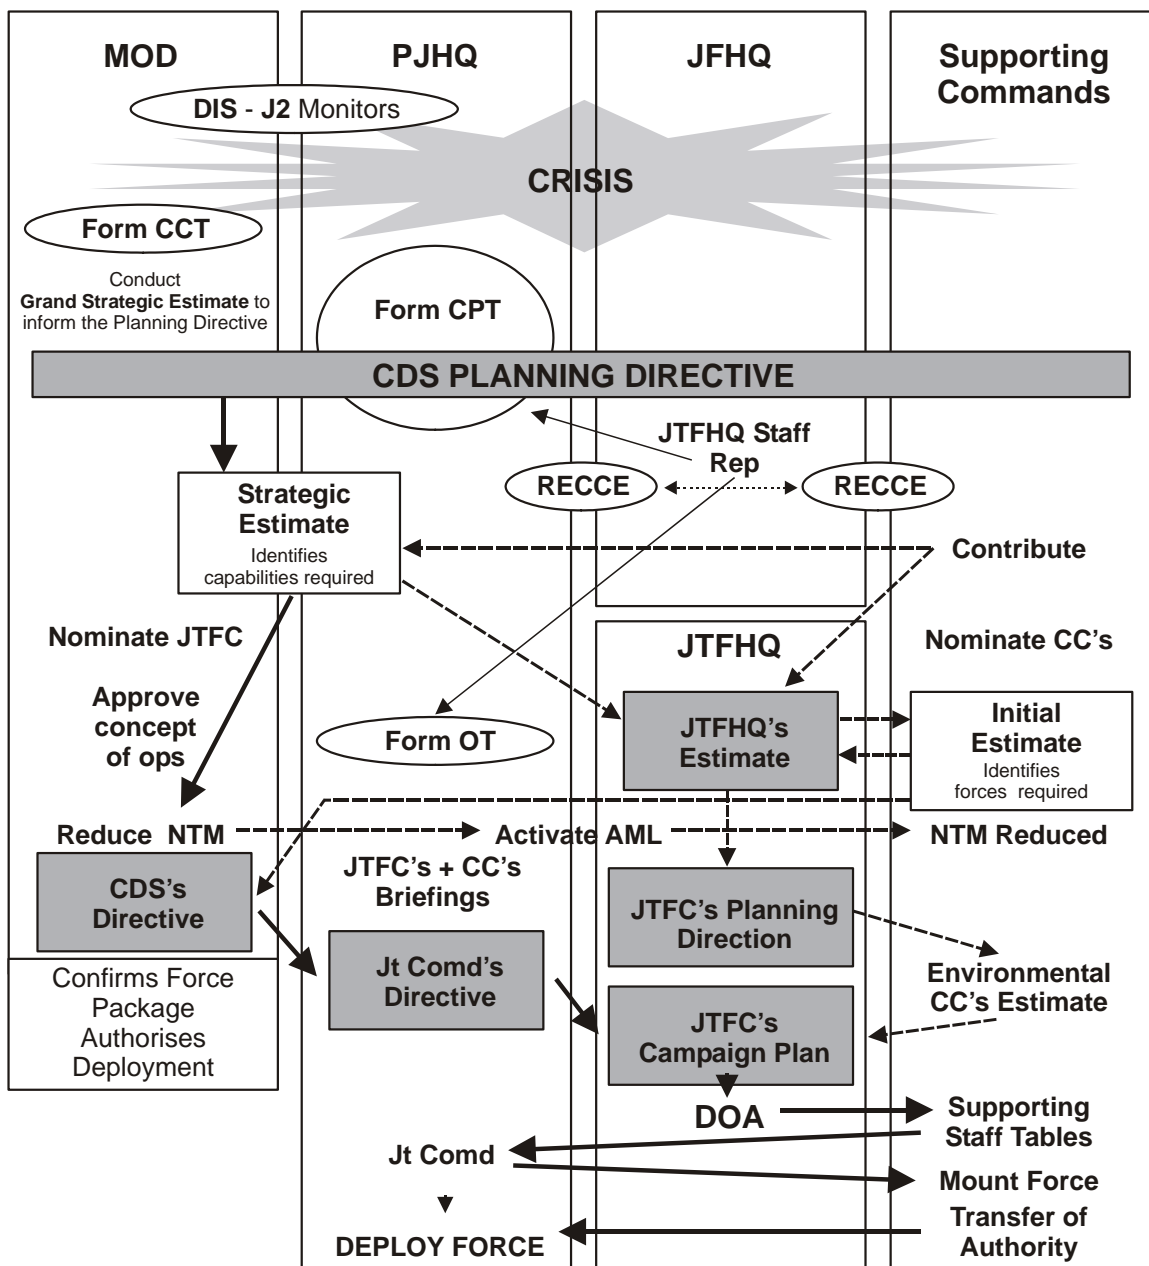 MOD
PJHQ
JFHQ
Supporting
Commands
DIS - J2 Monitors
CRISIS
Form CCT
Conduct
Grand Strategic Estimate to
inform the Planning Directive
Form CPT
CDS PLANNING DIRECTIVE
JTFHQ Staff
Rep
RECCE
RECCE
Strategic
Estimate
Identifies
capabilities required
Contribute
Nominate JTFC
JTFHQ
Nominate CC's
Approve
concept
of ops
Form OT
JTFHQ's
Estimate
Initial
Estimate
Identifies
forces required
Reduce NTM
Activate AML
NTM Reduced
CDS's
Directive
JTFC's + CC's
Briefings
JTFC's Planning
Direction
Confirms Force
Package
Authorises
Deployment
Jt Comd's
Directive
Environmental
CC's Estimate
JTFC's
Campaign Plan
DOA
Supporting
Staff Tables
Jt Comd
Mount Force
DEPLOY FORCE
Transfer of
Authority